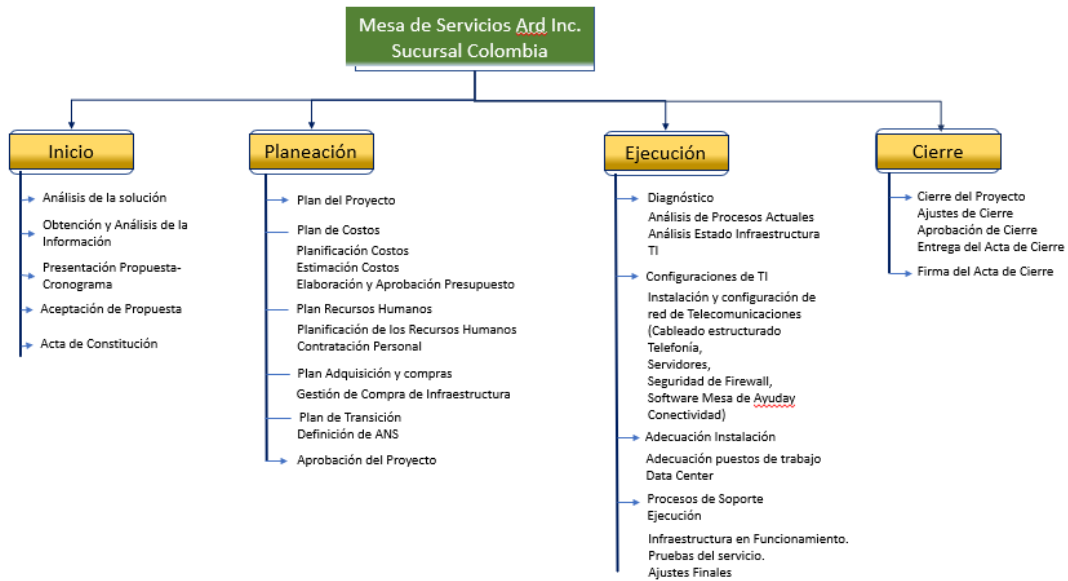 Mesa de Servicios Ard Inc.
Sucursal Colombia
Inicio
Análisis de la solución
Obtención y Análisis de la
Información
Presentación Propuesta-
Cronograma
Aceptación de Propuesta
Acta de Constitución
Planeación
Plan del Proyecto
Plan de Costos
Planificación Costos
Estimación Costos
Elaboración y Aprobación Presupuesto
Plan Recursos Humanos
Planificación de los Recursos Humanos
Contratación Personal
Plan Adquisición y compras
Gestión de Compra de Infraestructura
Plan de Transición
Definición de ANS
Aprobación del Proyecto
Ejecución
Diagnóstico
Análisis de Procesos Actuales
Análisis Estado Infraestructura
TI
Configuraciones de TI
Instalación y configuración de
red de Telecomunicaciones
(Cableado estructurado
Telefonía,
Servidores,
Seguridad de Firewall,
Software Mesa de Ayuday
Conectividad)
Adecuación Instalación
Adecuación puestos de trabajo
Data Center
Procesos de Soporte
Ejecución
Infraestructura en Funcionamiento.
Pruebas del servicio.
Ajustes Finales
Cierre
Cierre del Proyecto
Ajustes de Cierre
Aprobación de Cierre
Entrega del Acta de Cierre
Firma del Acta de Cierre